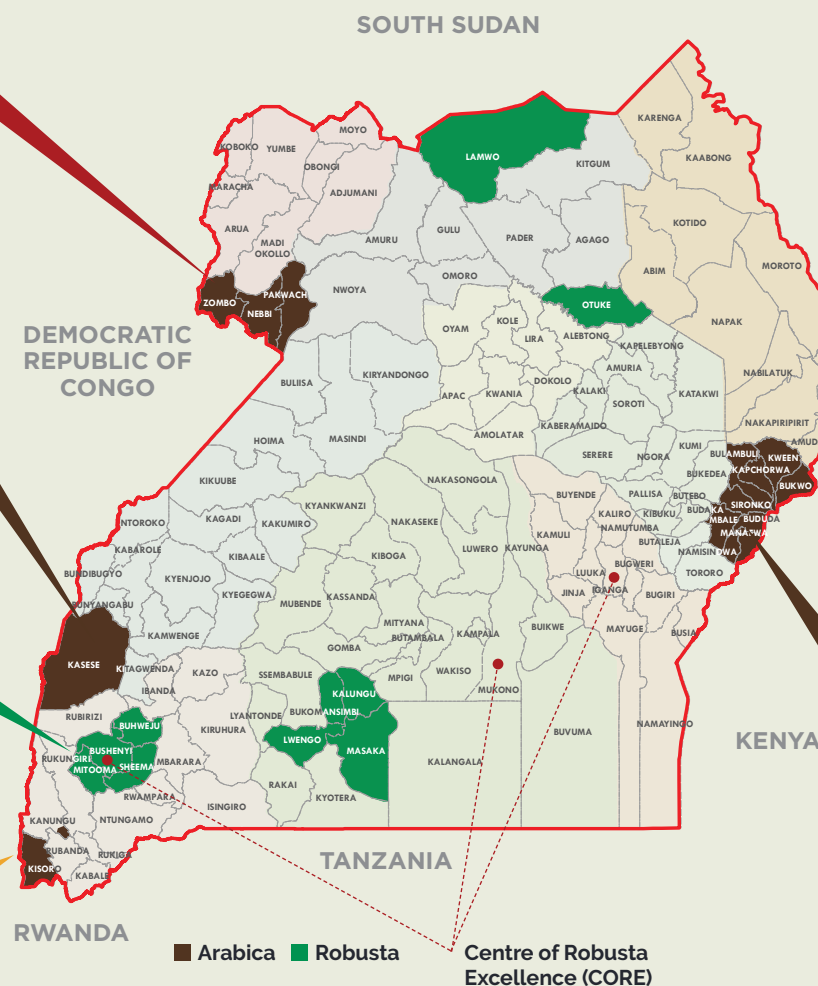 SOUTH SUDAN
KARENGA
MOYO
KOBOKO
YUMBE
LAMWO
KAABONG
OBONGI
KITGUM
MARACHA
ADJUMANI
ARUA
GULU
PADER
KOTIDO
MADI
OKOLLO
AMURU
AGAGO
MOROTO
ABIM
OMORO
NWOYA
PAKWACH
ZOMBO
NEBBI
OTUKE
KOLE
NAPAK
OYAM
LIRA
ALEBTONG
KAPELEBYONG
DEMOCRATIC
REPUBLIC OF
CONGO
AMURIA
NABILATUK
KIRYANDONGO
BULIISA
DOKOLO
KALAKI
KATAKWI
APAC
KWANIA
SOROTI
NAKAPIRIPIRIT
KABERAMAIDO
AMOLATAR
HOIMA
MASINDI
AMUD
KUMI
SERERE
NGORA
BULAMBULI
KWEEN
KAPCHORWA
BUKEDEA
KIKUUBE
NAKASONGOLA
BUKWO
BUYENDE
PALLISA
BUTEBO
SIRONKO
KYANKWANZI
KALIRO
KIBUKU
BUDAKA
MBALE
BUDUDA
NTOROKO
KAGADI
KAKUMIRO
NAKASEKE
NAMUTUMBA
MANAFWA
KAMULI
BUTALEJA
KABAROLE
KIBAALE
KIBOGA
LUWERO
KAYUNGA
NAMISINDWA
BUNDIBUGYO
KYENJOJO
BUGWERI
TORORO
LUUKA
IGANGA
KYEGEGWA
MUBENDE
KASSANDA
JINJA
BUGIRI
BUNYANGABU
MITYANA
BUIKWE
MAYUGE
BUSIA
KAMWENGE
BUTAMBALA
KAMPALA
GOMBA
KASESE
KITAGWENDA
KAZO
SSEMBABULE
MPIGI
WAKISO
IBANDA
KALUNGU
MUKONO
RUBIRIZI
LYANTONDE
BUKOMANSIMBI
BUHWEJU
KIRUHURA
BUVUMA
NAMAYINGO
KENYA
LWENGO
BUSHENYI
MASAKA
RUKUNGIRI
MITOOMA
SHEEMA
MBARARA
KALANGALA
RAKAI
RWAMPARA
KYOTERA
ISINGIRO
KANUNGU
NTUNGAMO
RUBANDA
RUKIGA
TANZANIA
KISORO
KABALE
RWANDA
Arabica
Robusta
Centre of Robusta
Excellence (CORE)